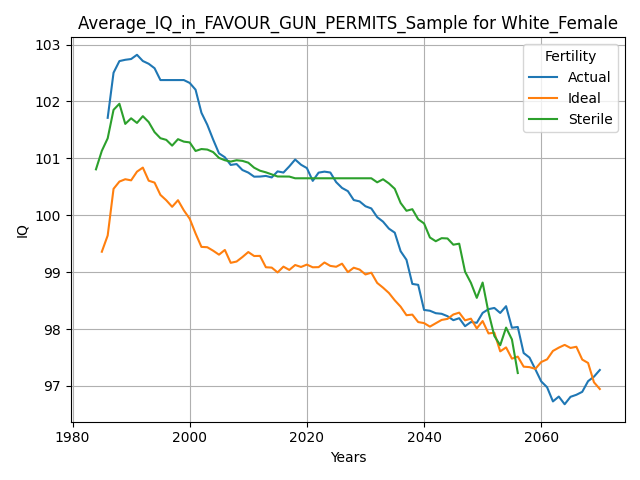 Average_IQ_in_FAVOUR_GUN_PERMITS_Sample for White_Female
103
102
101
100
99
98
97
IQ
1980
2000
2020
2040
2060
Years
Fertility
Actual
Ideal
Sterile